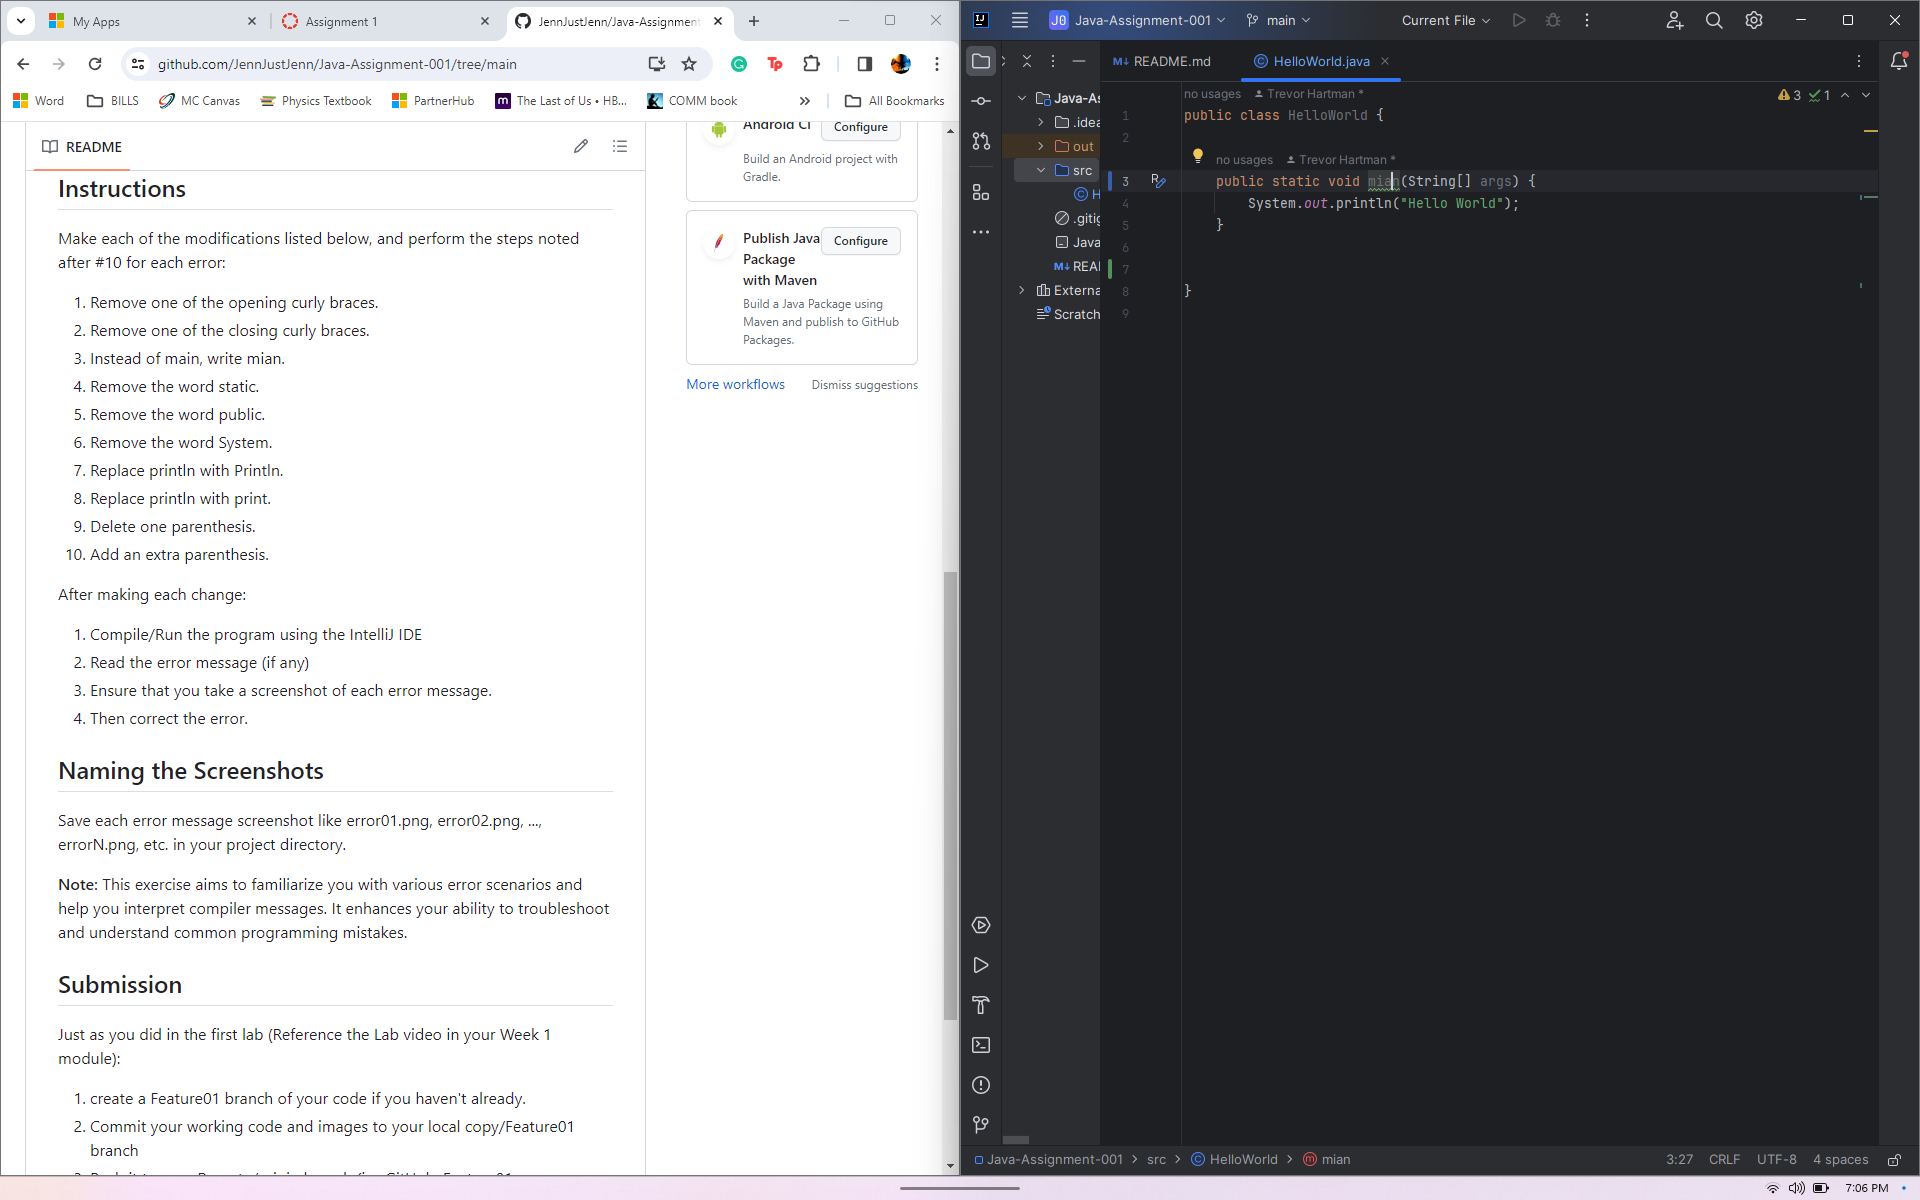 My Apps
Assignment 1
JennJustJenn/Java-Assignment
github.com/JennJustJenn/Java-Assignment-001/tree/main
Word
BILLS
MC Canvas
Physics Textbook
PartnerHub
The Last of Us • HB...
COMM book
All Bookmarks
README
Instructions
Make each of the modifications listed below, and perform the steps noted
after #10 for each error:
1. Remove one of the opening curly braces.
2. Remove one of the closing curly braces.
3. Instead of main, write mian.
4. Remove the word static.
5. Remove the word public.
6. Remove the word System.
7. Replace println with Println.
8. Replace println with print.
9. Delete one parenthesis.
10. Add an extra parenthesis.
After making each change:
1. Compile/Run the program using the IntelliJ IDE
2. Read the error message (if any)
3. Ensure that you take a screenshot of each error message.
4. Then correct the error.
Naming the Screenshots
Save each error message screenshot like error01.png, error02.png, ...,
errorN.png, etc. in your project directory.
Note: This exercise aims to familiarize you with various error scenarios and
help you interpret compiler messages. It enhances your ability to troubleshoot
and understand common programming mistakes.
Submission
Just as you did in the first lab (Reference the Lab video in your Week 1
module):
1. create a Feature01 branch of your code if you haven't already.
2. Commit your working code and images to your local copy/Feature01
branch
Android CI
Configure
Build an Android project with
Gradle.
Publish Java
Package
with Maven
Configure
Build a Java Package using
Maven and publish to GitHub
Packages.
More workflows
Dismiss suggestions
IJ
J0
Java-Assignment-001
main
Current File
README.md
HelloWorld.java
Java-As
.idea
out
src
H
.gitig
Java
REA
Externa
Scratch
no usages Trevor Hartman *
3 1
1 public class HelloWorld {
2
no usages Trevor Hartman *
3 public static void mian(String[] args) {
4 System.out.println("Hello World");
5 }
6
7
8 }
9
Java-Assignment-001 > src > HelloWorld > mian
3:27
CRLF
UTF-8
4 spaces
7:06 PM